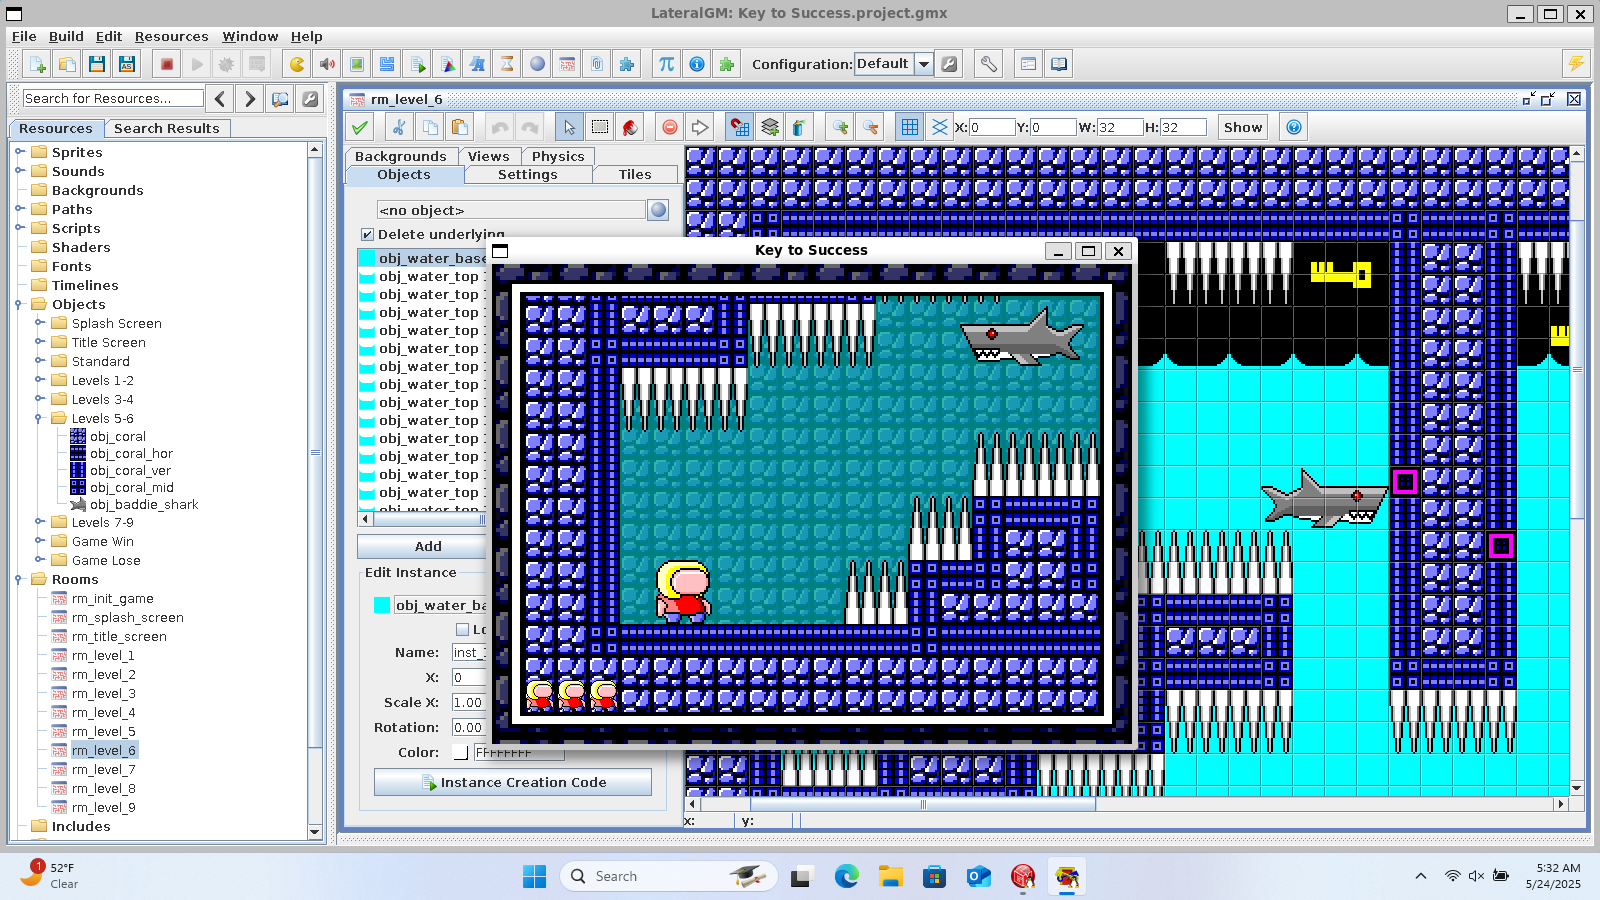 LateralGM: Key to Success.project.gmx
File Build Edit Resources Window Help
Configuration: Default
Search for Resources...
Resources
Search Results
Sprites
Sounds
Backgrounds
Paths
Scripts
Shaders
Fonts
Timelines
Objects
Splash Screen
Title Screen
Standard
Levels 1-2
Levels 3-4
Levels 5-6
obj_coral
obj_coral_hor
obj_coral_ver
obj_coral_mid
obj_baddie_shark
Levels 7-9
Game Win
Game Lose
Rooms
rm_init_game
rm_splash_screen
rm_title_screen
rm_level_1
rm_level_2
rm_level_3
rm_level_4
rm_level_5
rm_level_6
rm_level_7
rm_level_8
rm_level_9
Includes
rm_level_6
X: 0 Y: 0 W: 32 H: 32 Show
Backgrounds Views Physics
Objects Settings Tiles
<no object>
Delete underlying
obj_water_base
obj_water_top
obj_water_top
obj_water_top
obj_water_top
obj_water_top
obj_water_top
obj_water_top
obj_water_top
obj_water_top
obj_water_top
obj_water_top
obj_water_top
obj_water_top
Add
Edit Instance
obj_water_ba
Lo
Name: inst_
X: 0
Scale X: 1.00
Rotation: 0.00
Color: FFFFFFFF
Instance Creation Code
x: y:
Key to Success
1
52°F
Clear
Search
5:32 AM
5/24/2025